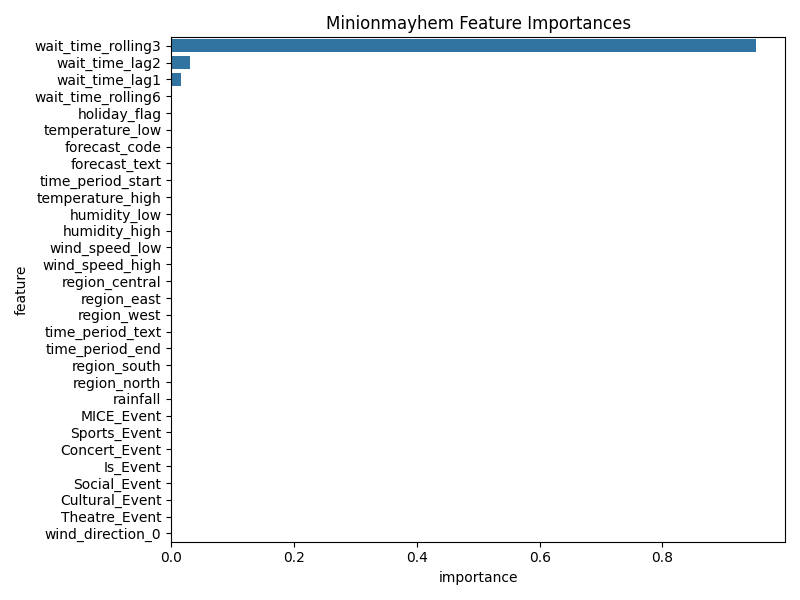 Minionmayhem Feature Importances
wait_time_rolling3
wait_time_lag2
wait_time_lag1
wait_time_rolling6
holiday_flag
temperature_low
forecast_code
forecast_text
time_period_start
temperature_high
humidity_low
humidity_high
wind_speed_low
wind_speed_high
region_central
region_east
region_west
time_period_text
time_period_end
region_south
region_north
rainfall
MICE_Event
Sports_Event
Concert_Event
Is_Event
Social_Event
Cultural_Event
Theatre_Event
wind_direction_0
feature
0.0 0.2 0.4 0.6 0.8
importance